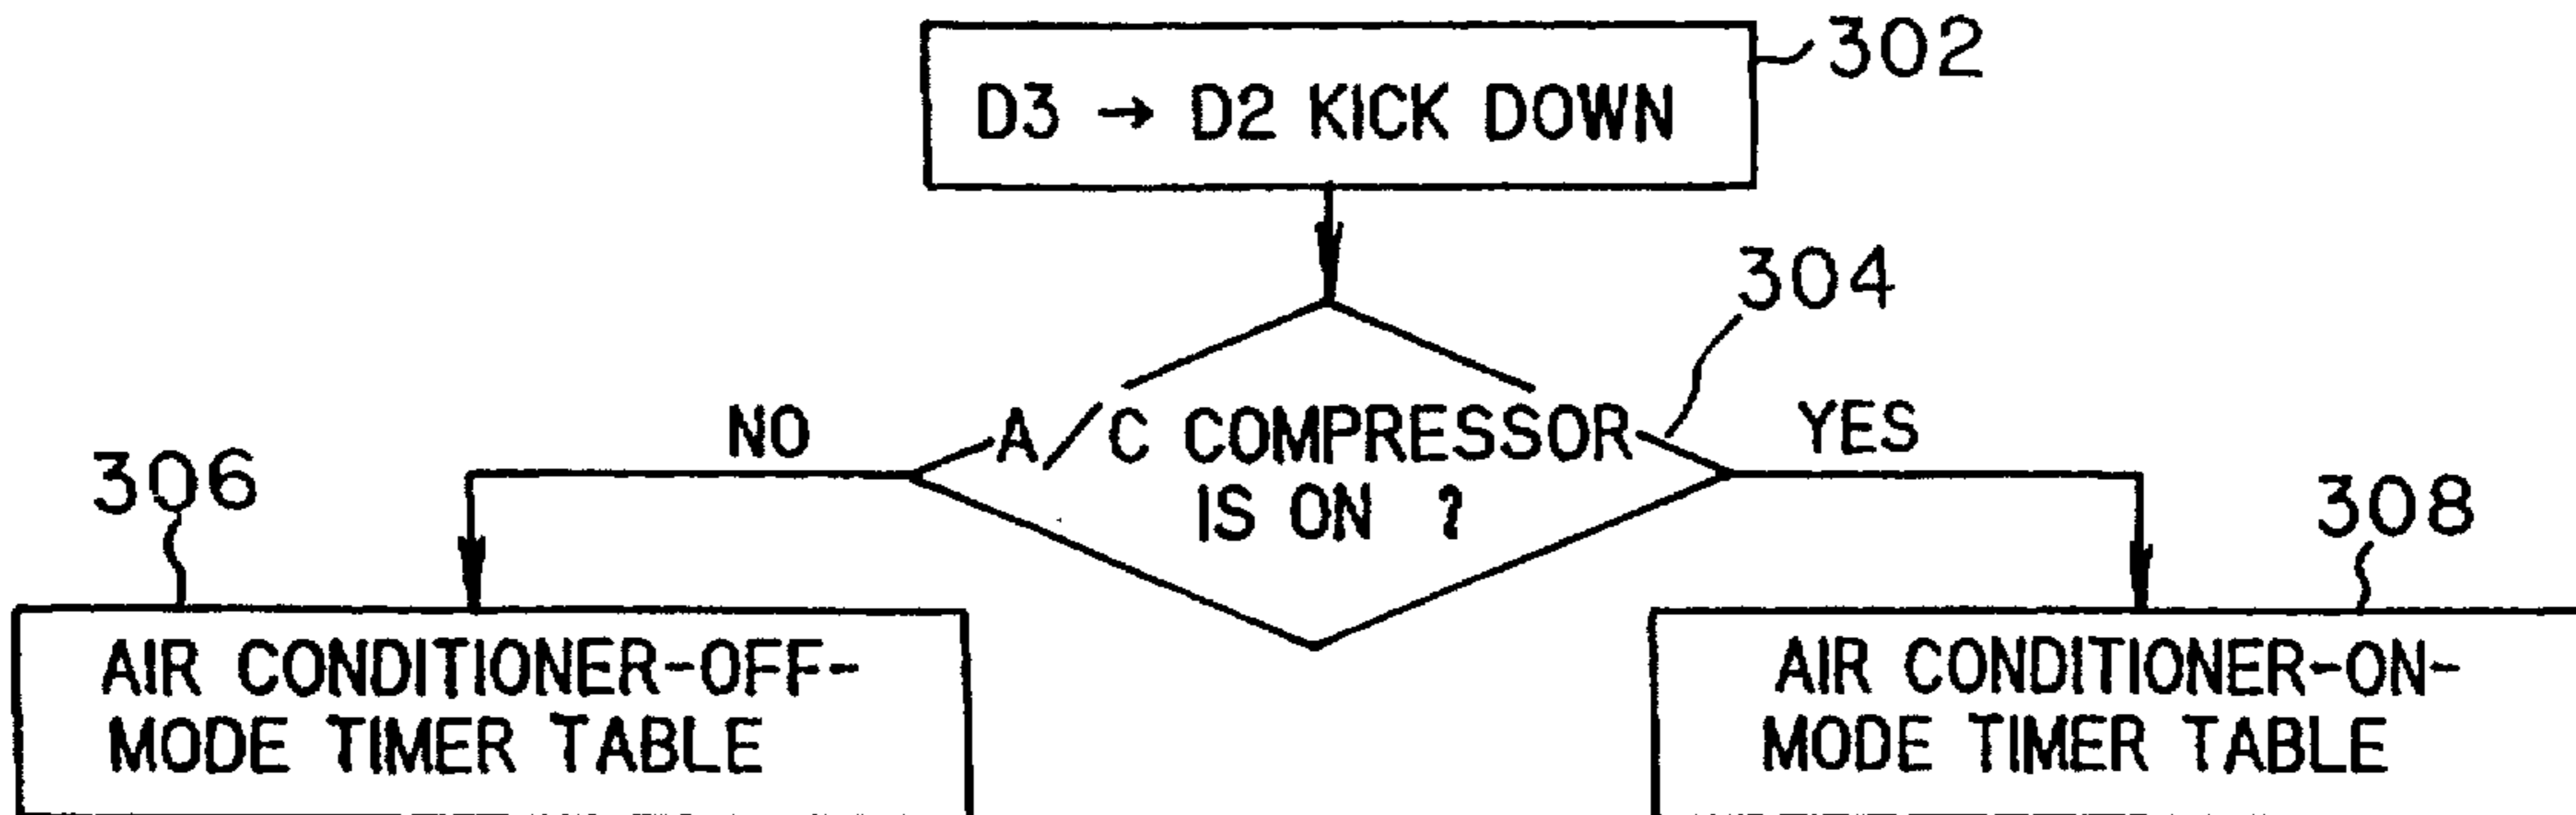 302
D3 → D2 KICK DOWN
304
A/C COMPRESSOR
IS ON ?
NO
YES
306
308
AIR CONDITIONER-OFF-
MODE TIMER TABLE
AIR CONDITIONER-ON-
MODE TIMER TABLE